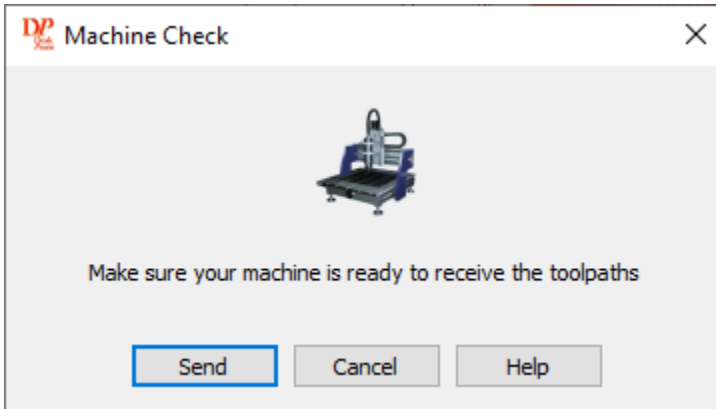 DP
Machine Check
Make sure your machine is ready to receive the toolpaths
Send
Cancel
Help